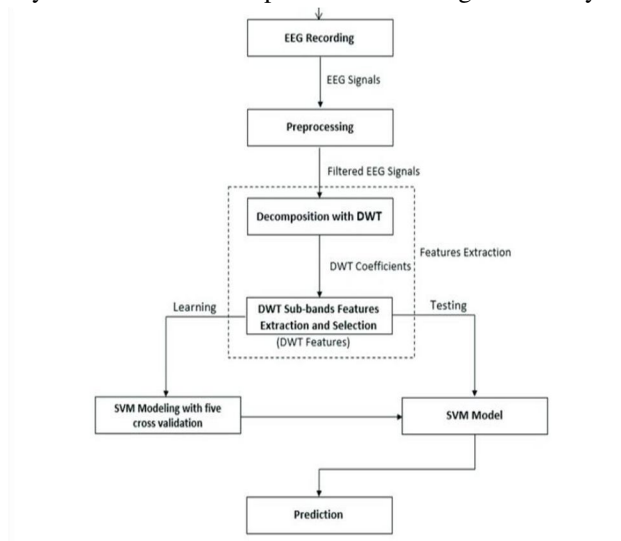 EEG Recording
EEG Signals
Preprocessing
Filtered EEG Signals
Decomposition with DWT
Features Extraction
DWT Coefficients
Learning
DWT Sub-bands Features
Extraction and Selection
(DWT Features)
Testing
SVM Modeling with five
cross validation
SVM Model
Prediction